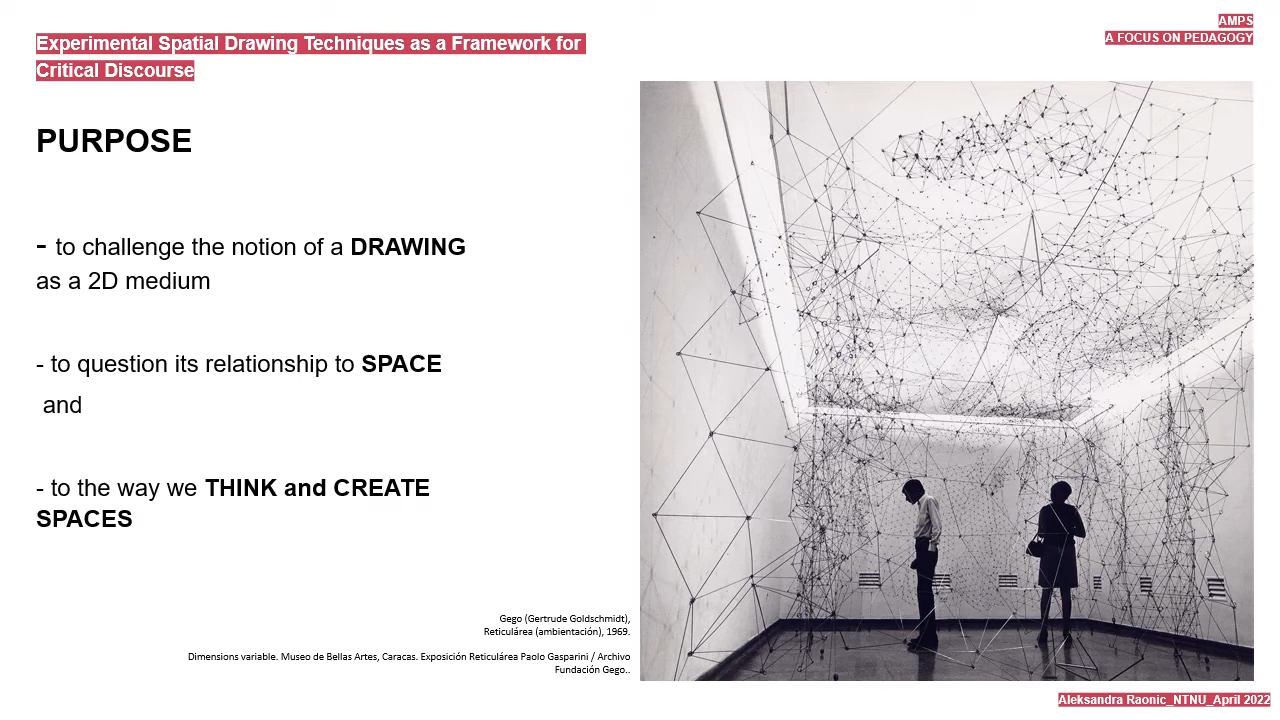 Experimental Spatial Drawing Techniques as a Framework for
Critical Discourse
AMPS
A FOCUS ON PEDAGOGY
PURPOSE
- to challenge the notion of a DRAWING
as a 2D medium
- to question its relationship to SPACE
and
- to the way we THINK and CREATE
SPACES
Gego (Gertrude Goldschmidt),
Reticulárea (ambientación), 1969.
Dimensions variable. Museo de Bellas Artes, Caracas. Exposición Reticulárea Paolo Gasparini / Archivo
Fundación Gego..
Aleksandra Raonic_NTNU_April 2022